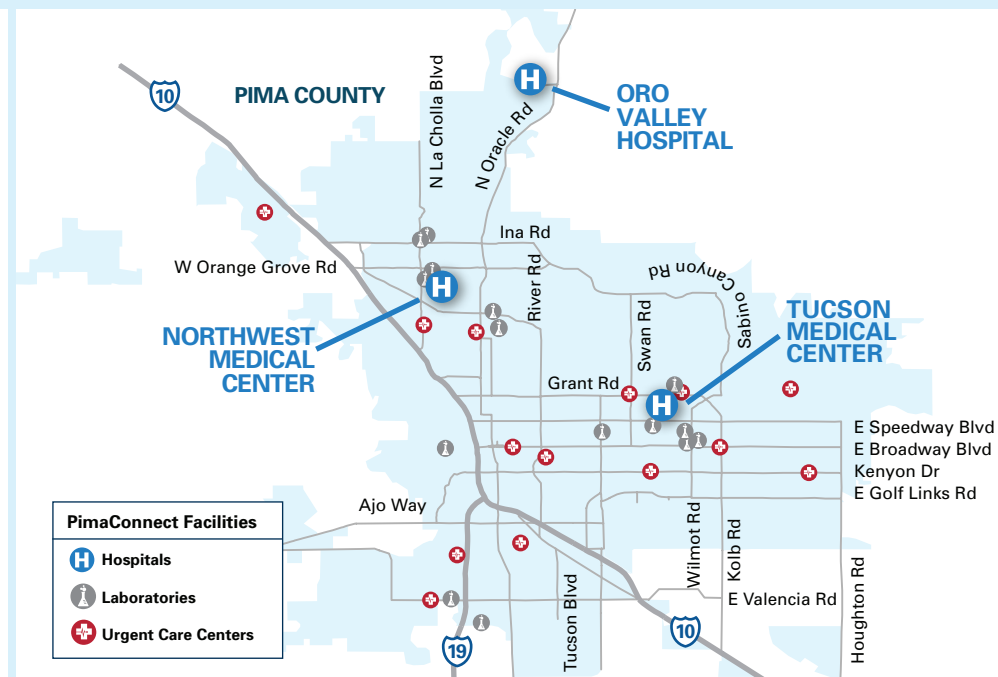 10
PIMA COUNTY
N La Cholla Blvd
N Oracle Rd
H
ORO
VALLEY
HOSPITAL
Ina Rd
W Orange Grove Rd
River Rd
Sabino Canyon Rd
H
NORTHWEST
MEDICAL
CENTER
Swan Rd
TUCSON
MEDICAL
CENTER
Grant Rd
H
E Speedway Blvd
E Broadway Blvd
Kenyon Dr
E Golf Links Rd
Ajo Way
Wilmot Rd
Kolb Rd
E Valencia Rd
Houghton Rd
Tucson Blvd
10
19
PimaConnect Facilities
H Hospitals
Laboratories
Urgent Care Centers